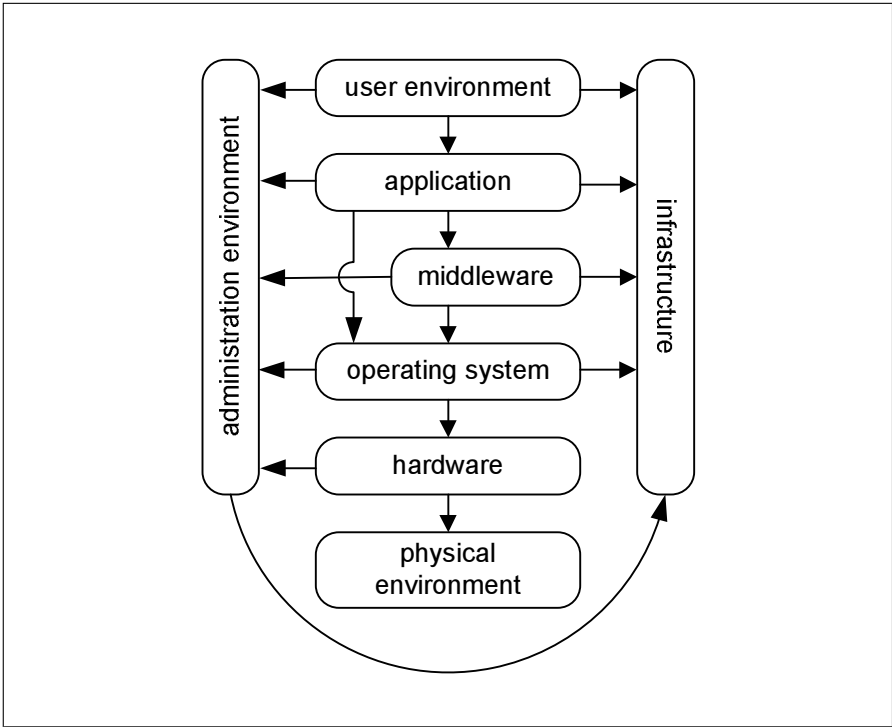 user environment
administration environment
application
infrastructure
middleware
operating system
hardware
physical
environment